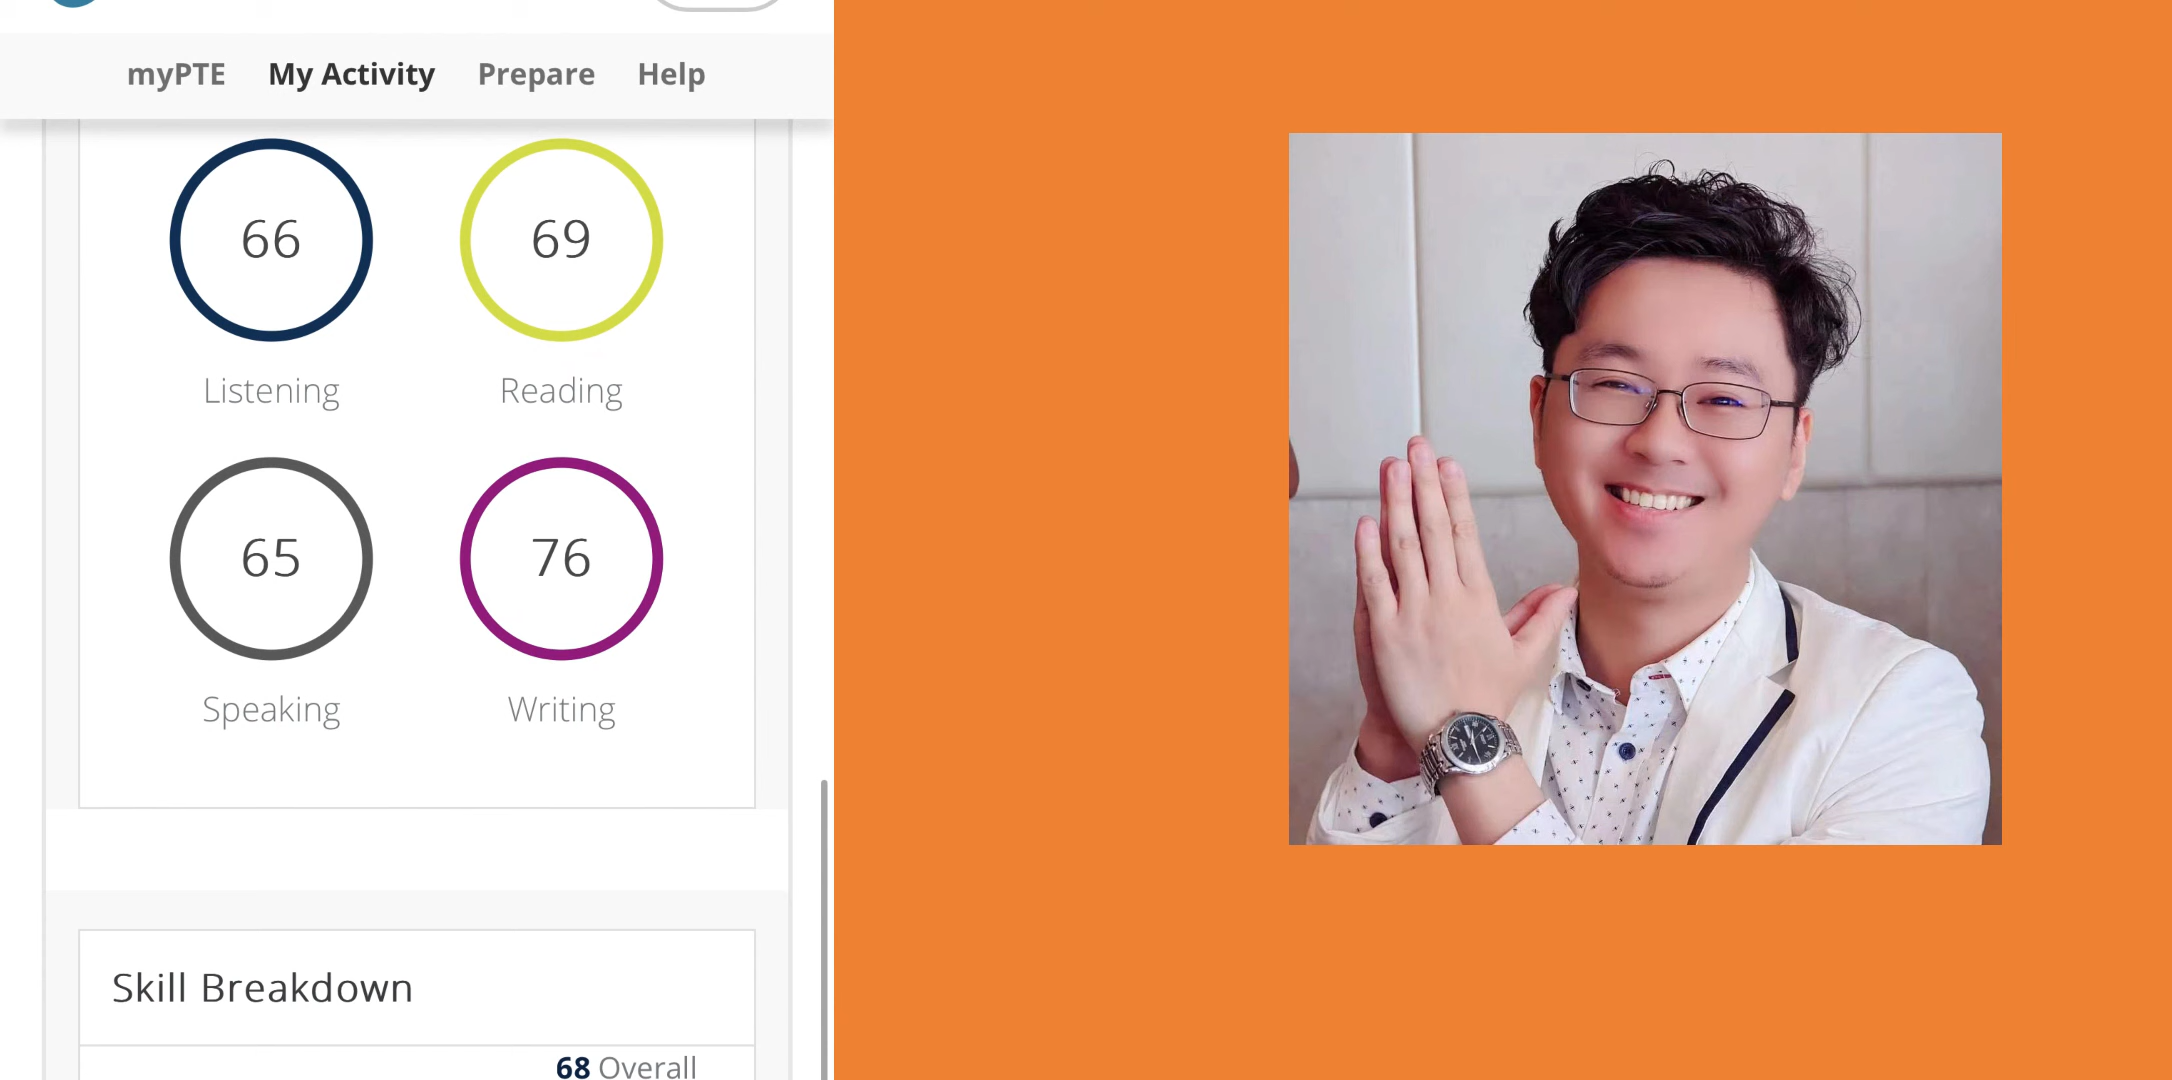 myPTE My Activity Prepare Help
66 69
Listening Reading
65 76
Speaking Writing
Skill Breakdown
68 Overall